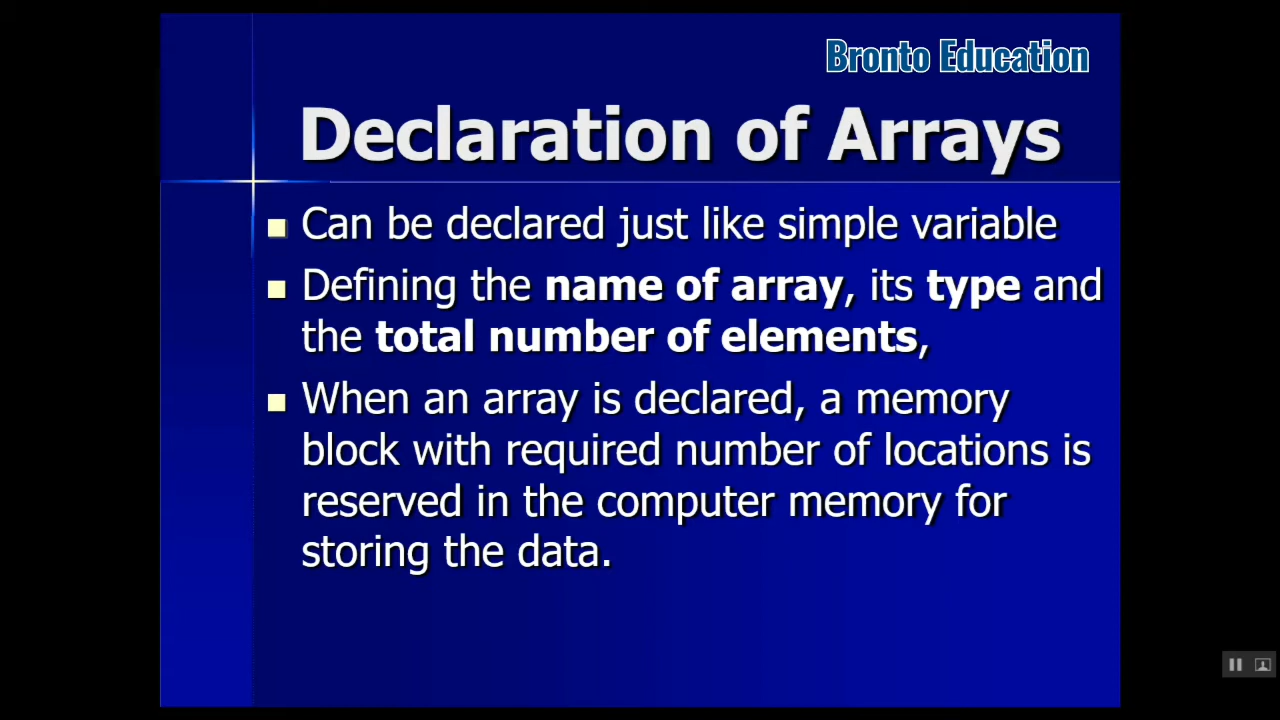 Bronto Education
Declaration of Arrays
Can be declared just like simple variable
Defining the name of array, its type and
the total number of elements,
When an array is declared, a memory
block with required number of locations is
reserved in the computer memory for
storing the data.